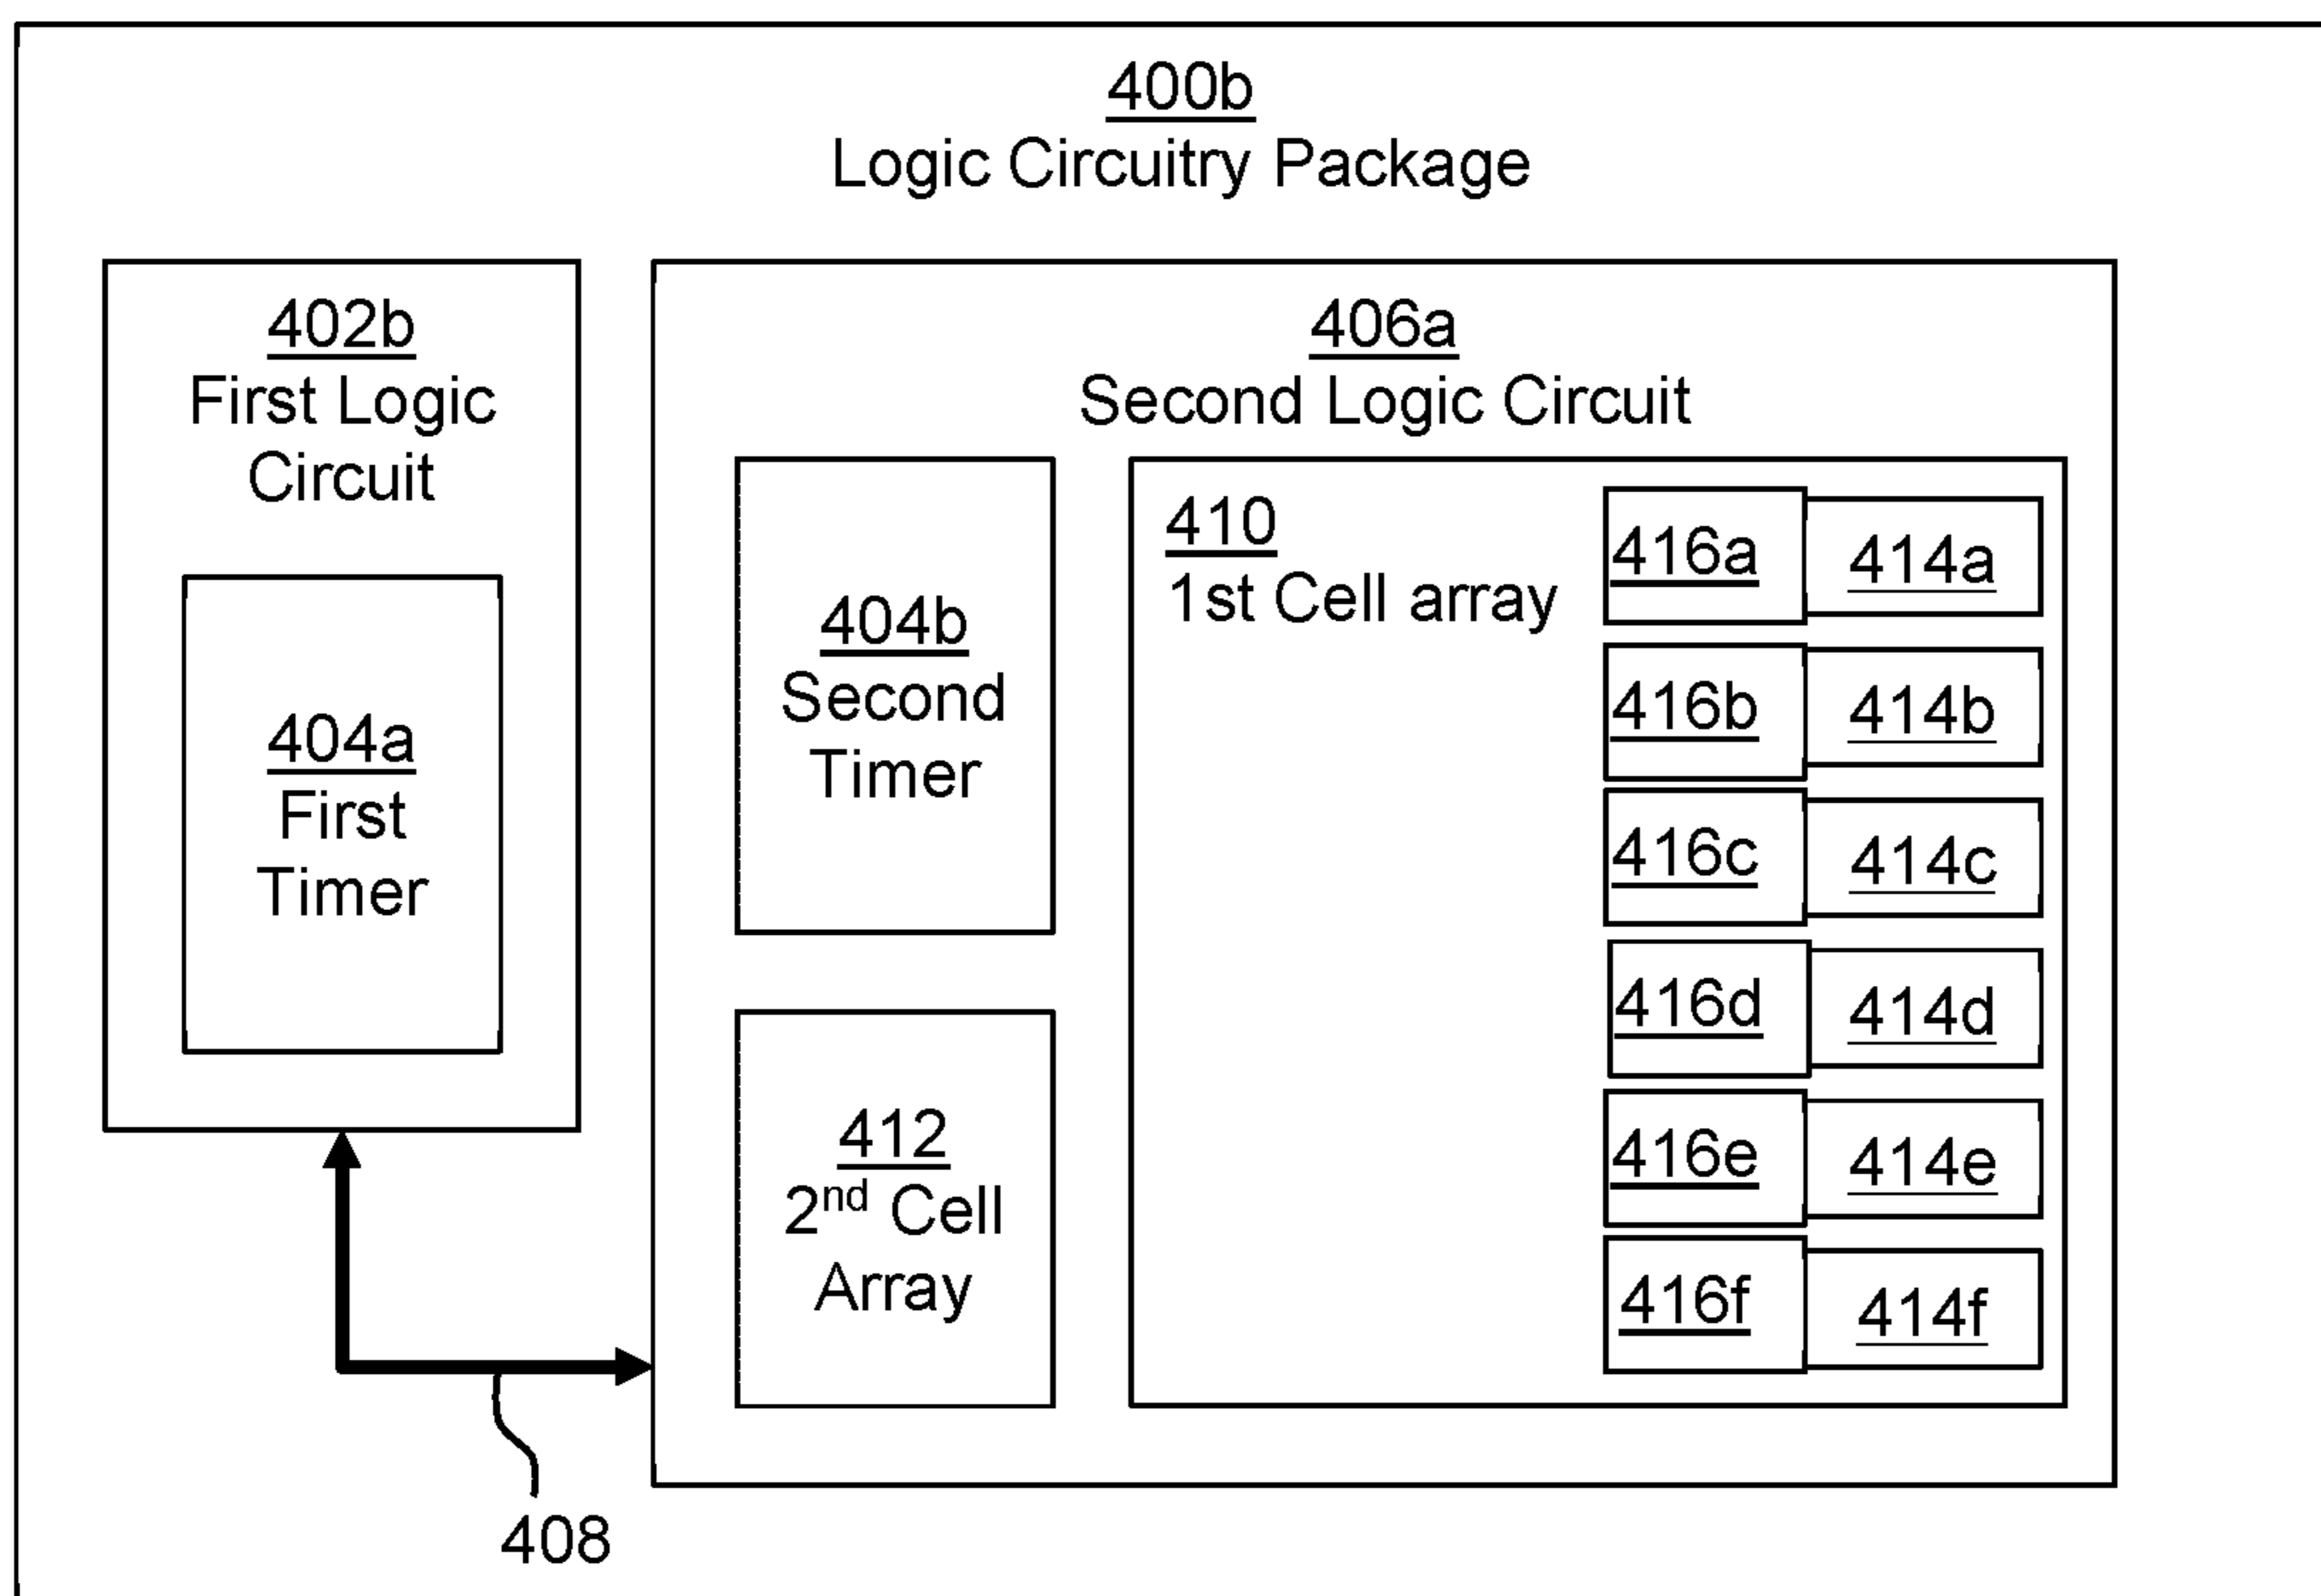 400b
Logic Circuitry Package
402b
First Logic
Circuit
404a
First
Timer
406a
Second Logic Circuit
404b
Second
Timer
412
2nd Cell
Array
410
1st Cell array
416a 414a
416b 414b
416c 414c
416d 414d
416e 414e
416f 414f
408